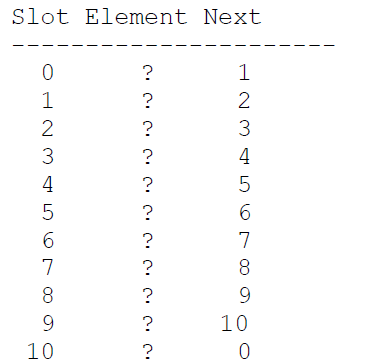 Slot Element Next
----------------------
0 ? 1
1 ? 2
2 ? 3
3 ? 4
4 ? 5
5 ? 6
6 ? 7
7 ? 8
8 ? 9
9 ? 10
10 ? 0